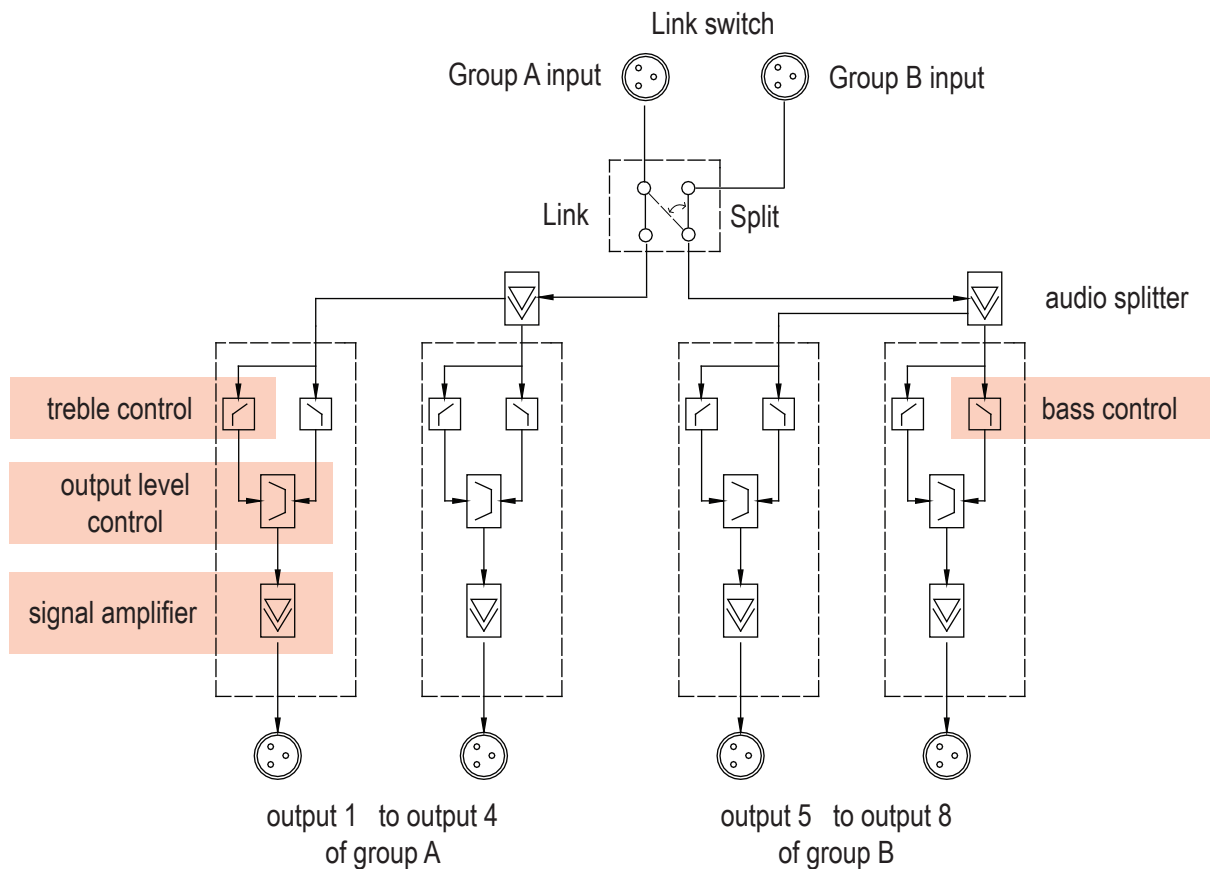 Link switch
Group A input
Group B input
Link
Split
audio splitter
treble control
bass control
output level
control
signal amplifier
output 1 to output 4
of group A
output 5 to output 8
of group B